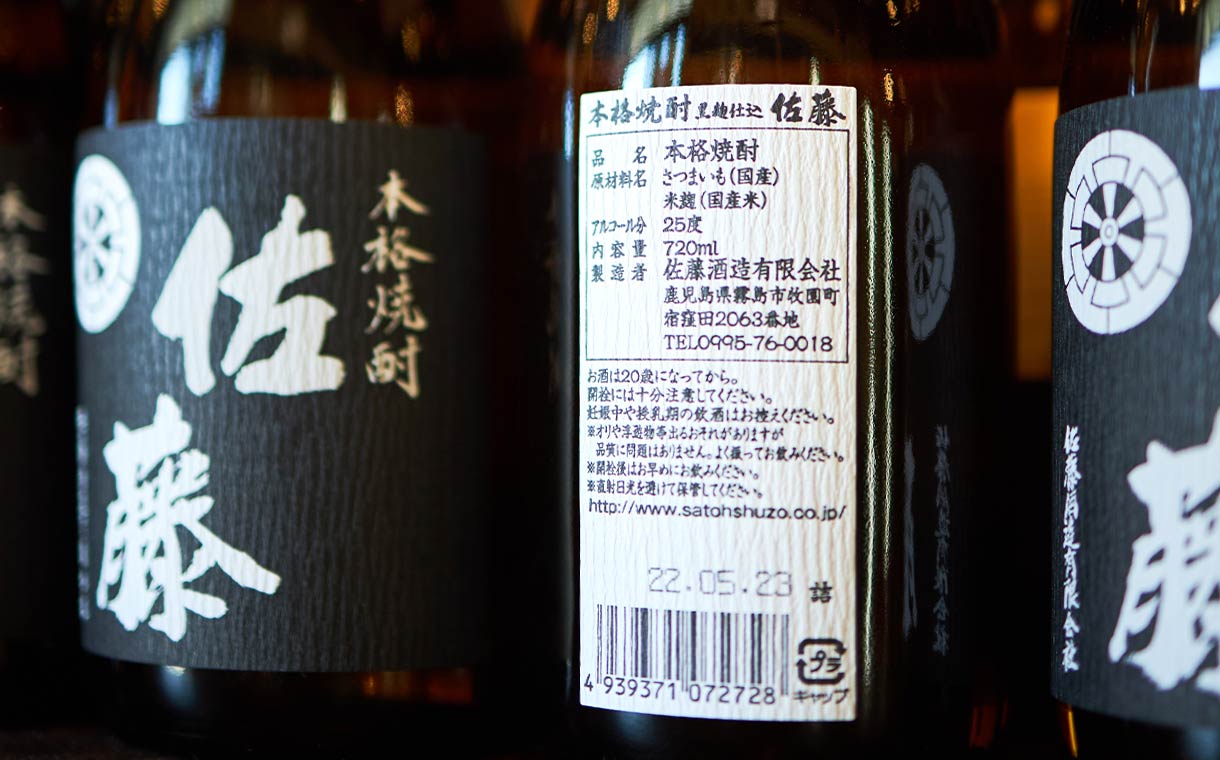 本格焼酎
佐藤
本格焼酎 黒麹仕込 佐藤
品名 本格焼酎
原材料名 さつまいも(国産)
米麹(国産米)
アルコール分 25度
内容量 720ml
製造者 佐藤酒造有限会社
鹿児島県霧島市牧園町
宿窪田2063番地
TEL0995-76-0018
お酒は20歳になってから。
開栓には十分注意してください。
妊娠中や授乳期の飲酒はお控えください。
※オリや浮遊物等出るおそれがありますが
品質に問題はありません。よく振ってお飲みください。
※開栓後はお早めにお飲みください。
※直射日光を避けて保管してください。
http://www.satohshuzo.co.jp/
22.05.23 詰
4 939371 072728
プラ
キャップ
佐藤酒造有限会社